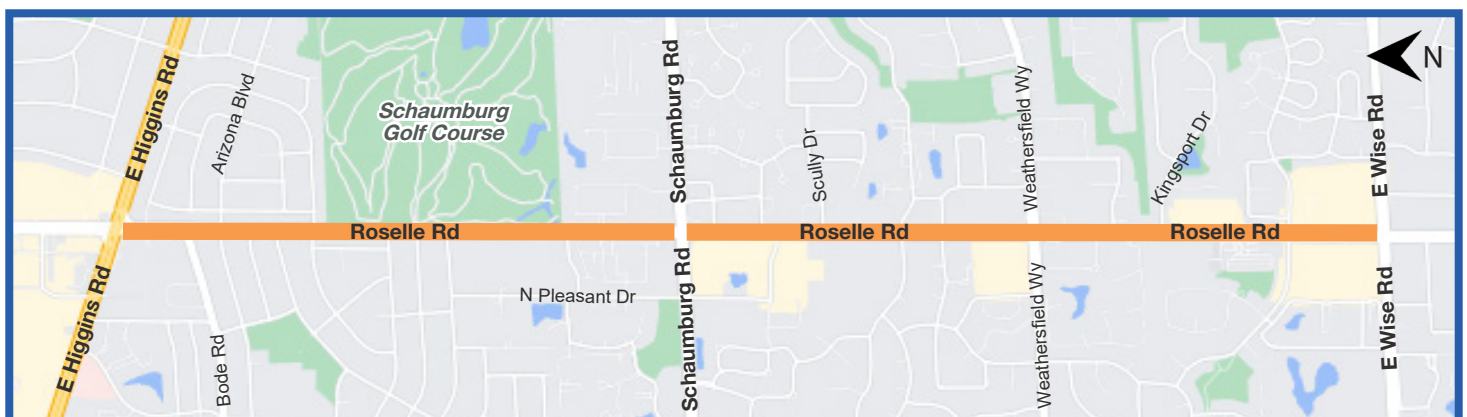 E Higgins Rd
Arizona Blvd
Schaumburg
Golf Course
Schaumburg Rd
Scully Dr
Weathersfield Wy
Kingsport Dr
E Wise Rd
N
Roselle Rd
Roselle Rd
Roselle Rd
E Higgins Rd
Bode Rd
N Pleasant Dr
Schaumburg Rd
Weathersfield Wy
E Wise Rd